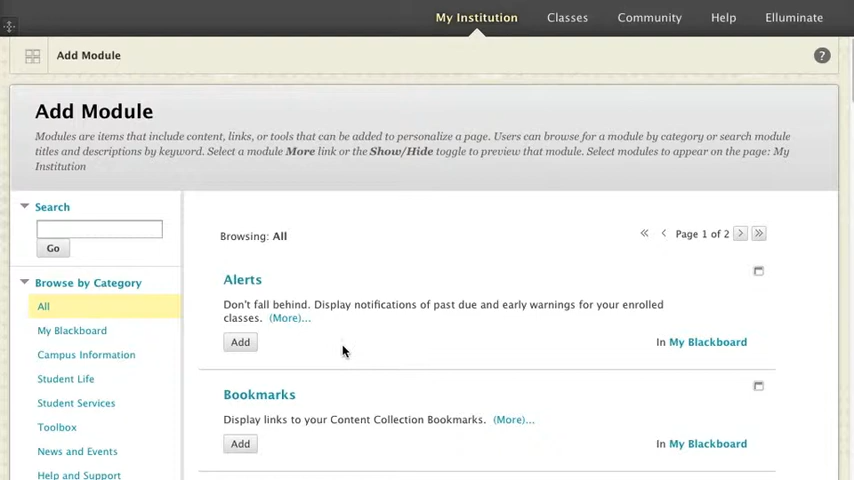 My Institution Classes Community Help Elluminate
Add Module ?
Add Module
Modules are items that include content, links, or tools that can be added to personalize a page. Users can browse for a module by category or search module
titles and descriptions by keyword. Select a module More link or the Show/Hide toggle to preview that module. Select modules to appear on the page: My
Institution
Search
Go
Browse by Category
All
My Blackboard
Campus Information
Student Life
Student Services
Toolbox
News and Events
Help and Support
Browsing: All
« < Page 1 of 2 > »
Alerts
Don't fall behind. Display notifications of past due and early warnings for your enrolled
classes. (More)...
Add In My Blackboard
Bookmarks
Display links to your Content Collection Bookmarks. (More)...
Add In My Blackboard